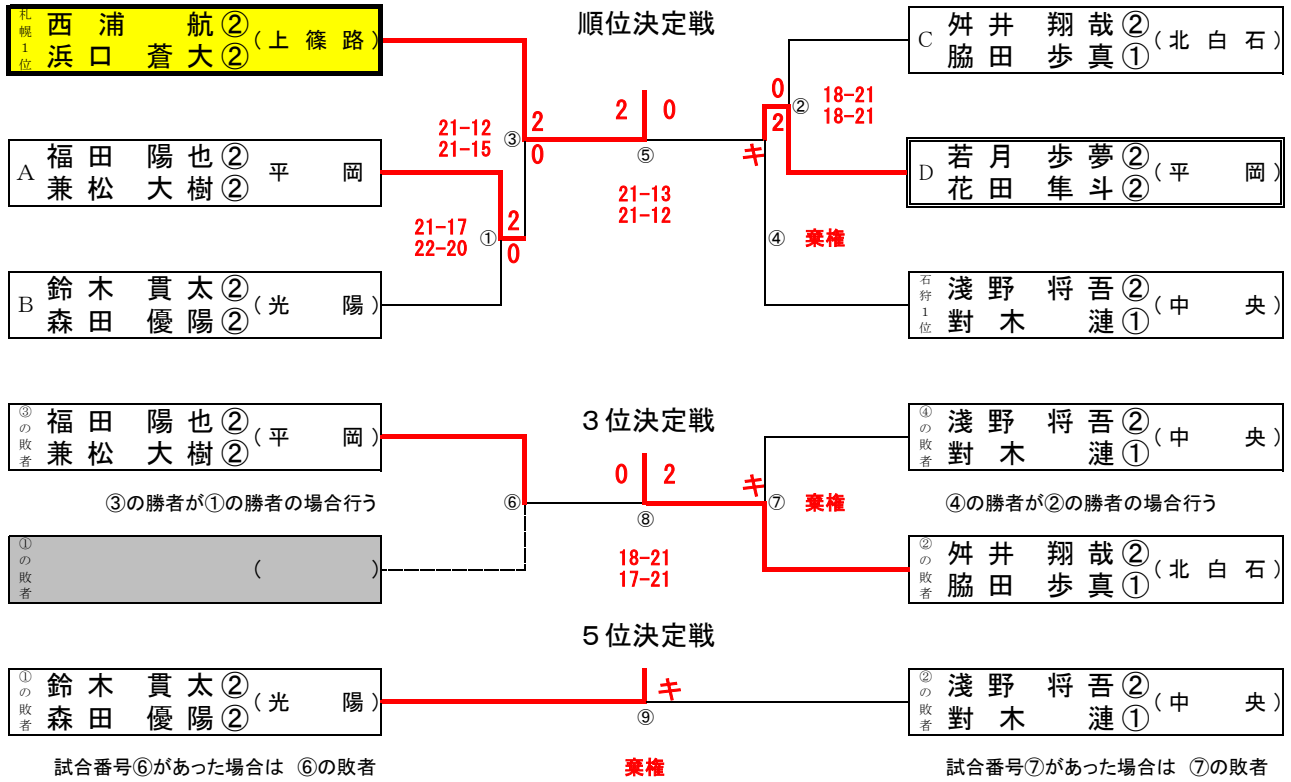 順位決定戦
札幌1位 西浦 航② (上篠路)
浜口 蒼大②
C 舛井 翔哉② (北白石)
脇田 歩真①
21-12
21-15
③
2
0
2 0
⑤
21-13
21-12
0
2
②
18-21
18-21
キ
A 福田 陽也② 平岡
兼松 大樹②
D 若月 歩夢② (平岡)
花田 隼斗②
21-17
22-20
①
2
0
④ 棄権
B 鈴木 貫太② (光陽)
森田 優陽②
石狩1位 淺野 将吾② (中央)
對木 漣①
3位決定戦
③の敗者 福田 陽也② (平岡)
兼松 大樹②
④の敗者 淺野 将吾② (中央)
對木 漣①
0 2
キ
③の勝者が①の勝者の場合行う
⑥
⑧
⑦ 棄権
④の勝者が②の勝者の場合行う
18-21
17-21
①の敗者 ( )
②の敗者 舛井 翔哉② (北白石)
脇田 歩真①
5位決定戦
①の敗者 鈴木 貫太② (光陽)
森田 優陽②
キ
⑨
②の敗者 淺野 将吾② (中央)
對木 漣①
試合番号⑥があった場合は ⑥の敗者
棄権
試合番号⑦があった場合は ⑦の敗者